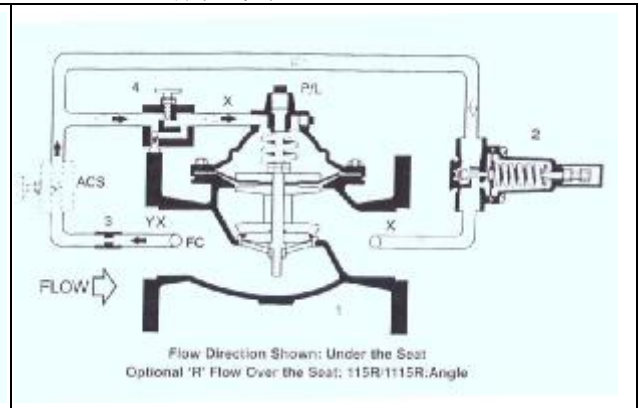 4
X
P/L
2
ACS
3
YX
FC
X
FLOW
1
Flow Direction Shown: Under the Seat
Optional 'R' Flow Over the Seat: 115R/1115R:Angle